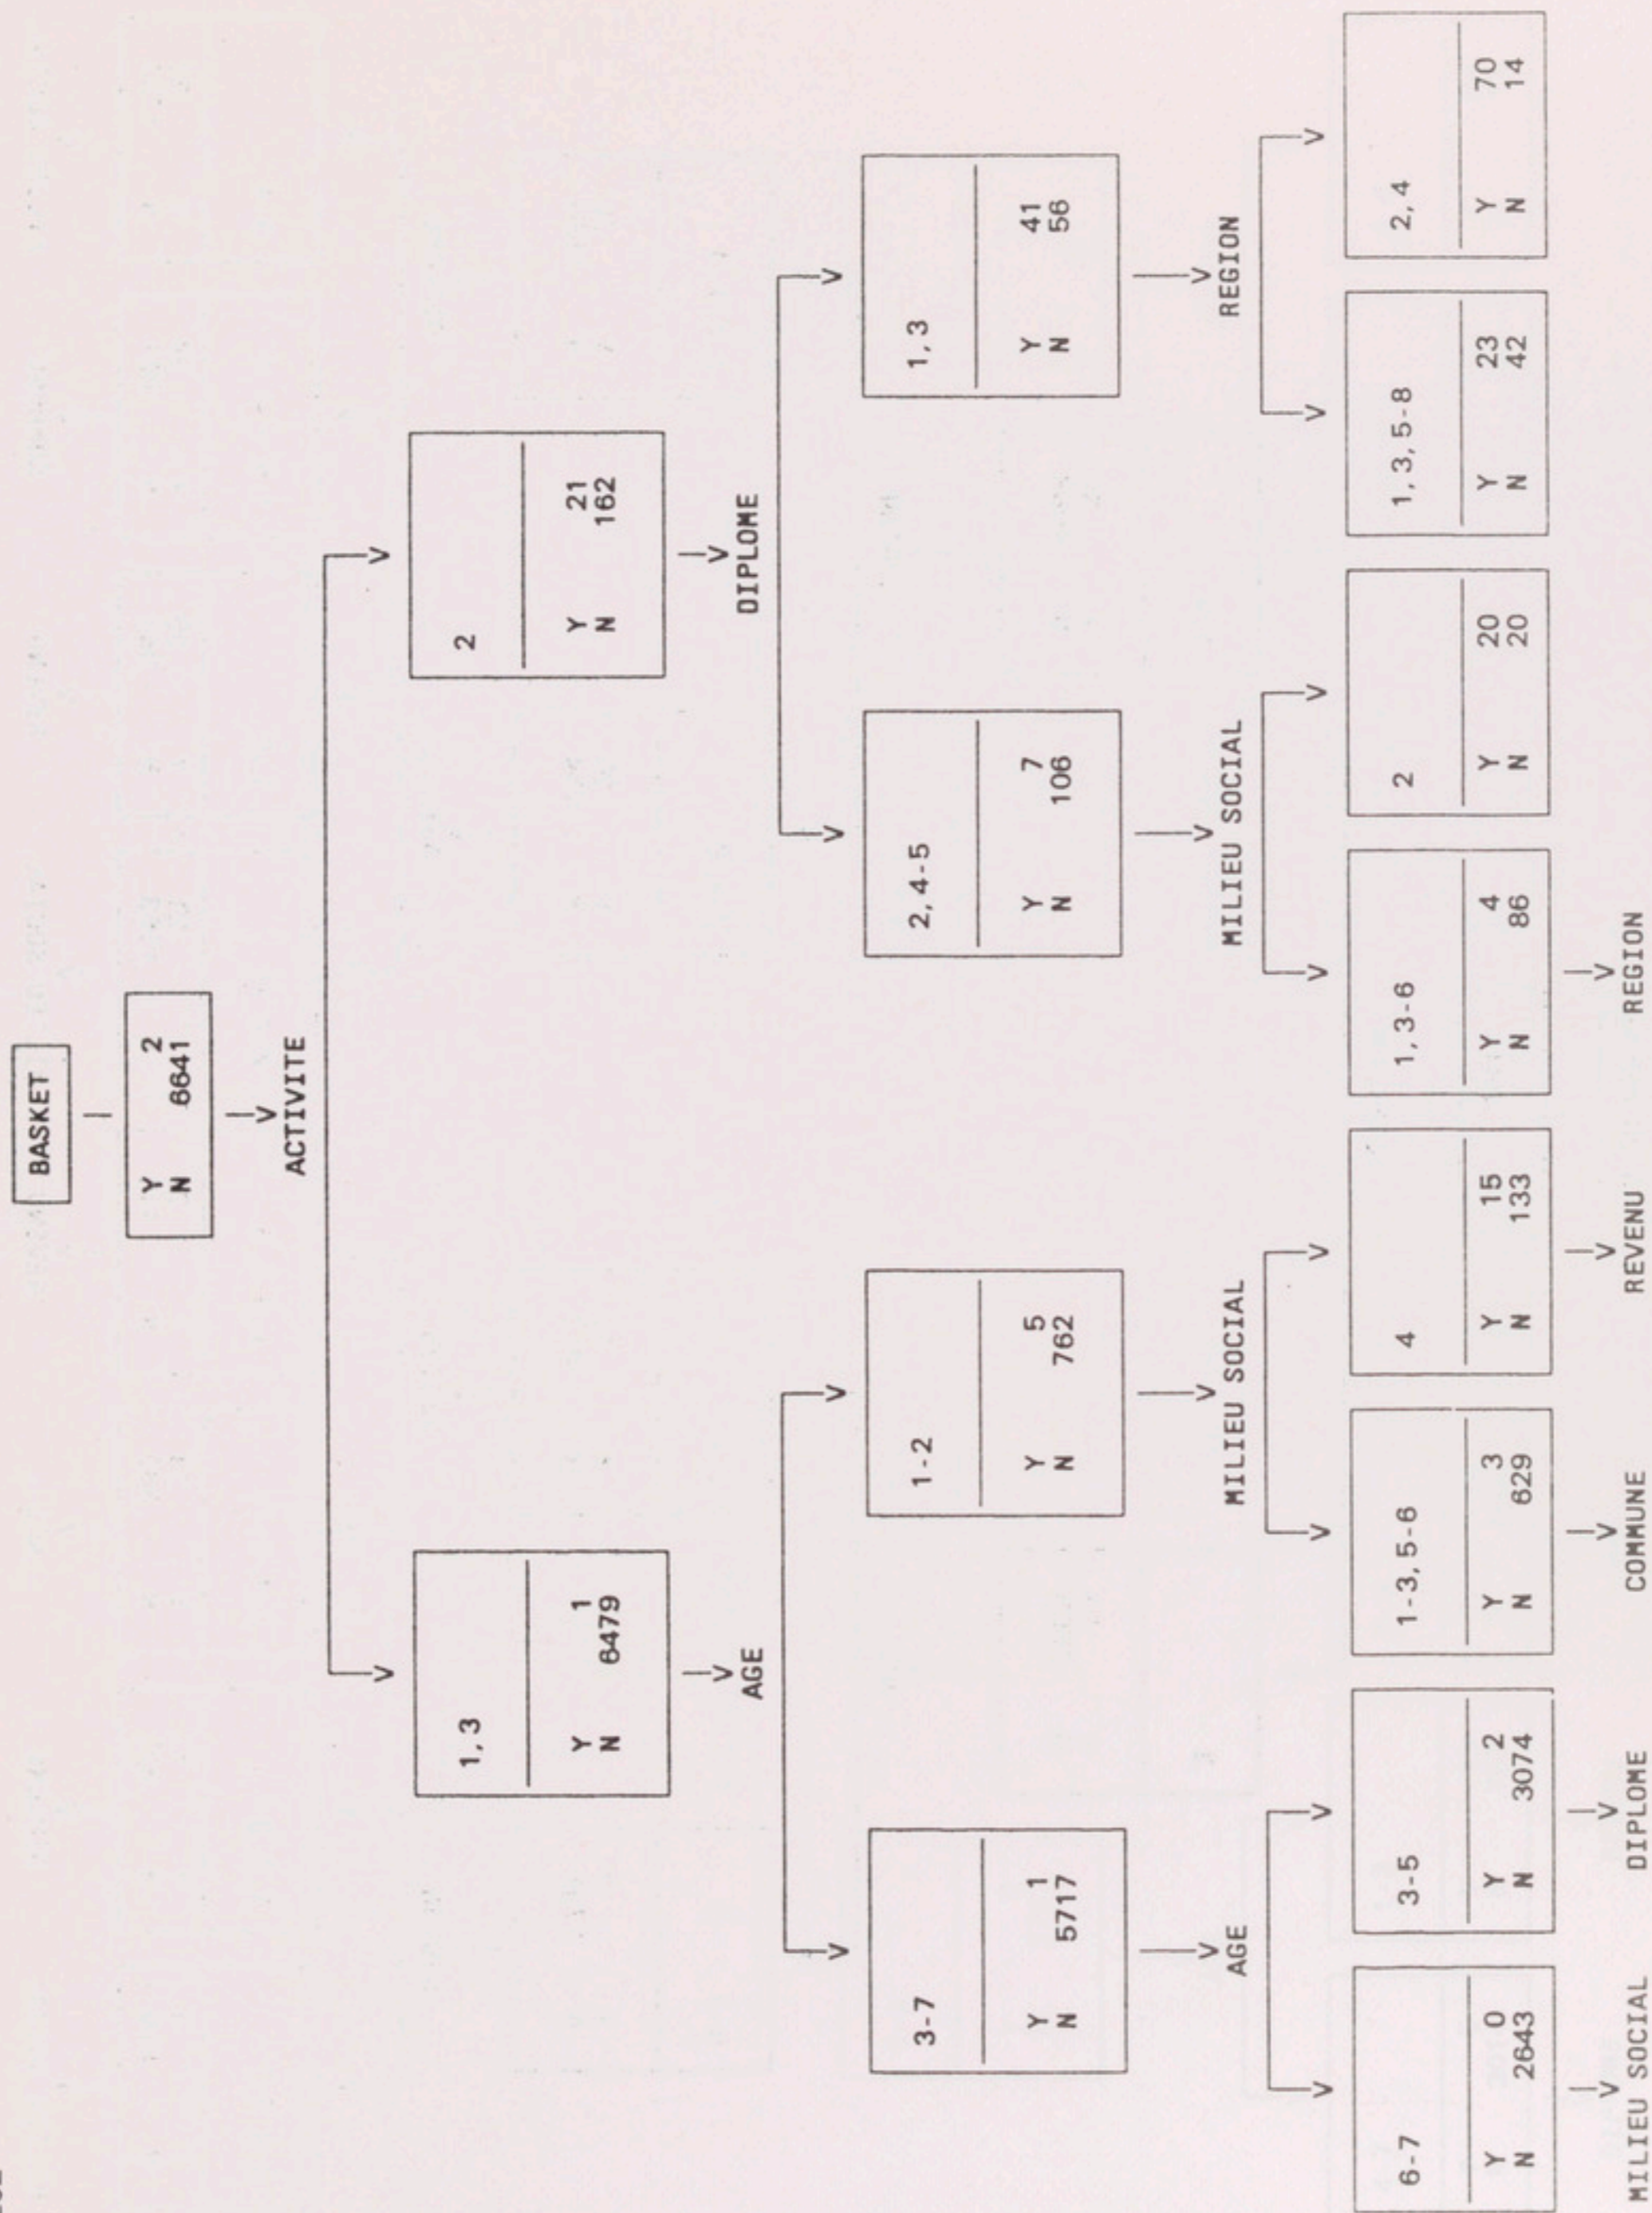 BASKET
Y 2
N 6641
ACTIVITE
1,3
Y 1
N 6479
2
Y 21
N 162
AGE
DIPLOME
3-7
Y 1
N 5717
1-2
Y 5
N 762
2,4-5
Y 7
N 106
1,3
Y 41
N 56
AGE
MILIEU SOCIAL
MILIEU SOCIAL
REGION
6-7
Y 0
N 2643
3-5
Y 2
N 3074
1-3,5-6
Y 3
N 629
4
Y 15
N 133
1,3-6
Y 4
N 86
2
Y 20
N 20
1,3,5-8
Y 23
N 42
2,4
Y 70
N 14
MILIEU SOCIAL
DIPLOME
COMMUNE
REVENU
REGION